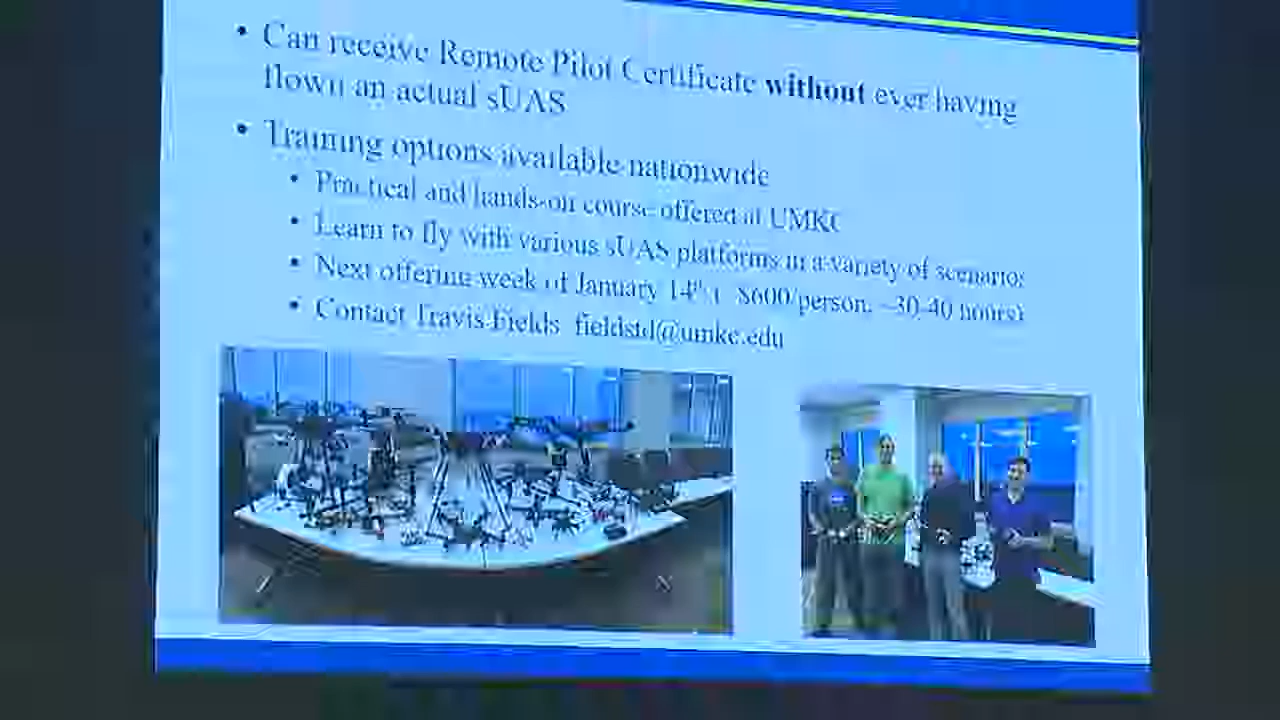 • Can receive Remote Pilot Certificate without ever having
flown an actual sUAS
• Training options available nationwide
• Practical and hands-on course offered at UMKC
• Learn to fly with various sUAS platforms in a variety of scenarios
• Next offering week of January 14th ( $600/person, ~30-40 hours)
• Contact Travis Fields fieldstd@umkc.edu